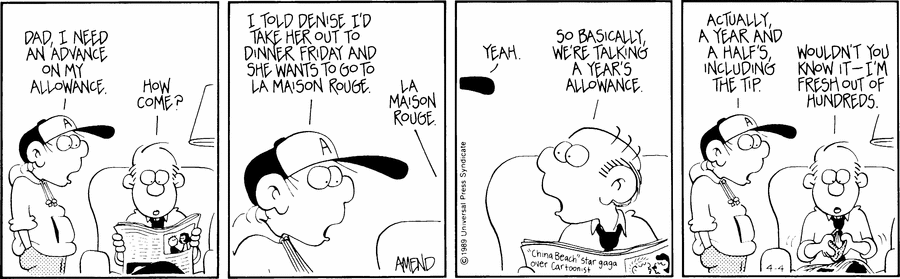 DAD, I NEED
AN ADVANCE
ON MY
ALLOWANCE.
HOW
COME?
A
I TOLD DENISE I'D
TAKE HER OUT TO
DINNER FRIDAY AND
SHE WANTS TO GO TO
LA MAISON ROUGE.
LA
MAISON
ROUGE.
A
AMEND
© 1989 Universal Press Syndicate
YEAH.
SO BASICALLY,
WE'RE TALKING
A YEAR'S
ALLOWANCE.
"China Beach" star gaga
over Cartoonist
ACTUALLY,
A YEAR AND
A HALF'S,
INCLUDING
THE TIP.
WOULDN'T YOU
KNOW IT—I'M
FRESH OUT OF
HUNDREDS.
A
4-4